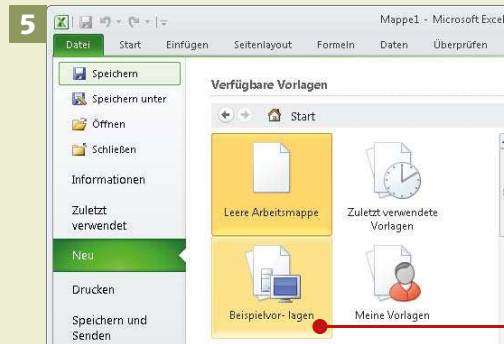 5
Mappe1 - Microsoft Excel
Datei Start Einfügen Seitenlayout Formeln Daten Überprüfen
Speichern
Speichern unter
Öffnen
Schließen
Informationen
Zuletzt
verwendet
Neu
Drucken
Speichern und
Senden
Verfügbare Vorlagen
Start
Leere Arbeitsmappe
Zuletzt verwendete
Vorlagen
Beispielvor- lagen
Meine Vorlagen